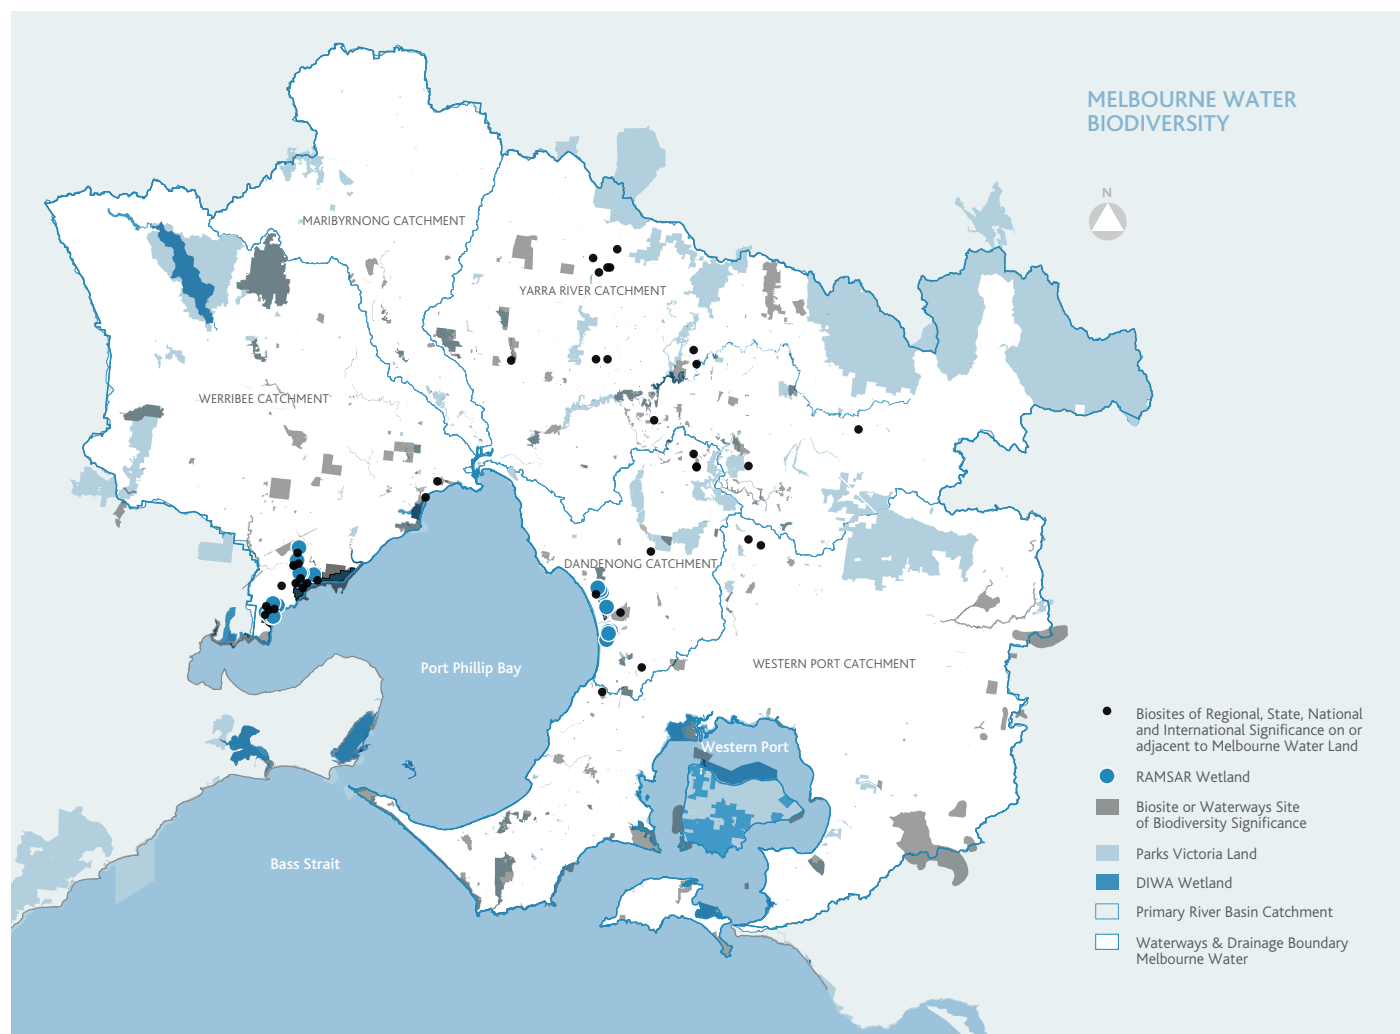 MELBOURNE WATER
BIODIVERSITY
N
MARIBYRNONG CATCHMENT
YARRA RIVER CATCHMENT
WERRIBEE CATCHMENT
DANDENONG CATCHMENT
Port Phillip Bay
WESTERN PORT CATCHMENT
Western Port
Bass Strait
Biosites of Regional, State, National
and International Significance on or
adjacent to Melbourne Water Land
RAMSAR Wetland
Biosite or Waterways Site
of Biodiversity Significance
Parks Victoria Land
DIWA Wetland
Primary River Basin Catchment
Waterways & Drainage Boundary
Melbourne Water